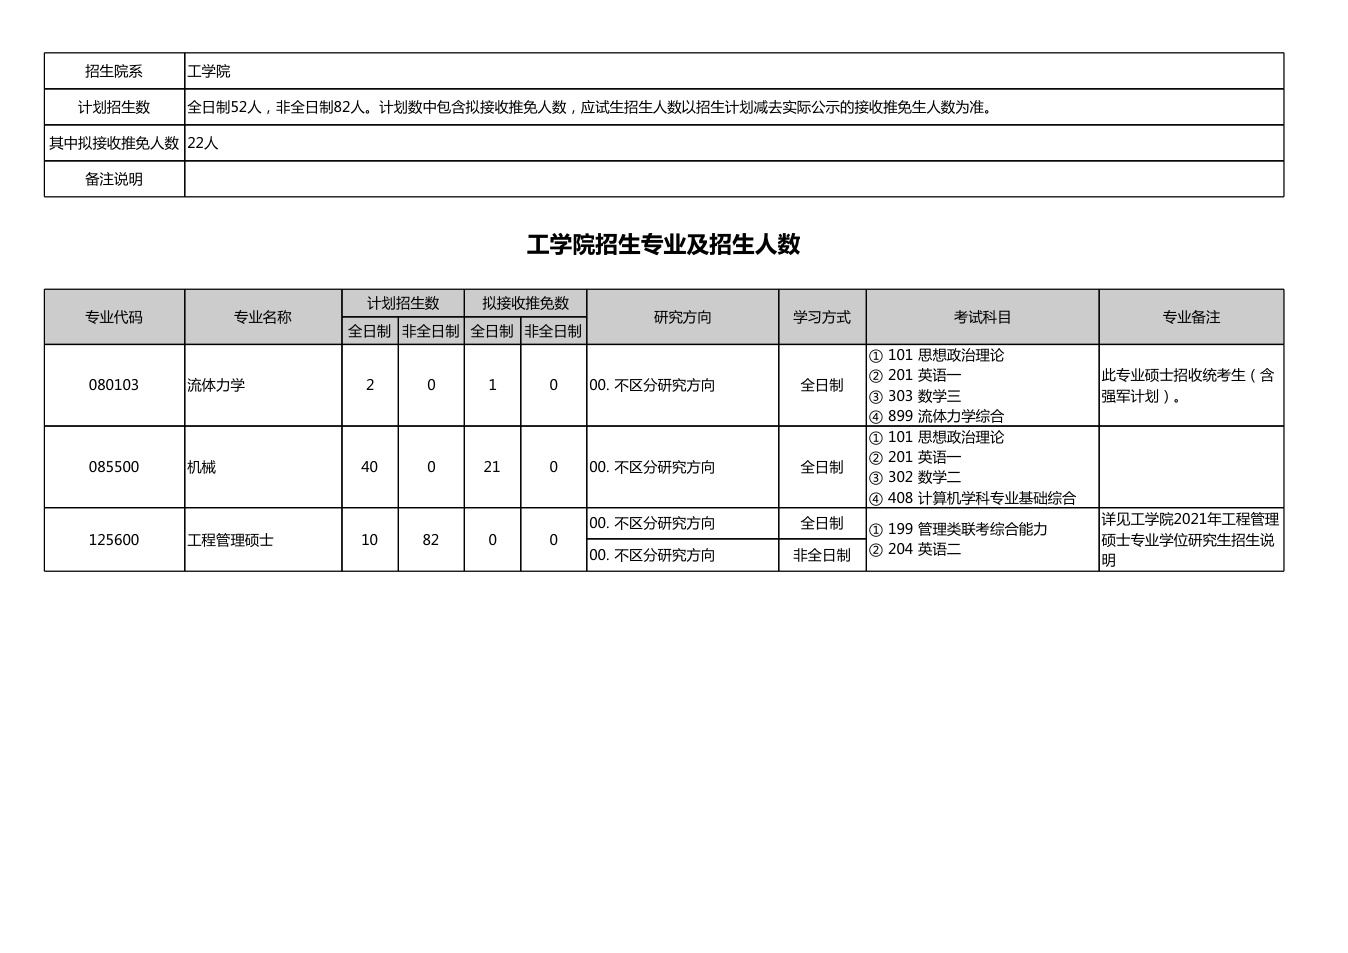 招生院系 工学院
计划招生数 全日制52人，非全日制82人。计划数中包含拟接收推免人数，应试生招生人数以招生计划减去实际公示的接收推免生人数为准。
其中拟接收推免人数 22人
备注说明
工学院招生专业及招生人数
专业代码 专业名称 计划招生数 拟接收推免数 研究方向 学习方式 考试科目 专业备注
全日制 非全日制 全日制 非全日制
080103 流体力学 2 0 1 0 00. 不区分研究方向 全日制
① 101 思想政治理论
② 201 英语一
③ 303 数学三
④ 899 流体力学综合
此专业硕士招收统考生（含
强军计划）。
085500 机械 40 0 21 0 00. 不区分研究方向 全日制
① 101 思想政治理论
② 201 英语一
③ 302 数学二
④ 408 计算机学科专业基础综合
125600 工程管理硕士 10 82 0 0
00. 不区分研究方向 全日制
00. 不区分研究方向 非全日制
① 199 管理类联考综合能力
② 204 英语二
详见工学院2021年工程管理
硕士专业学位研究生招生说
明